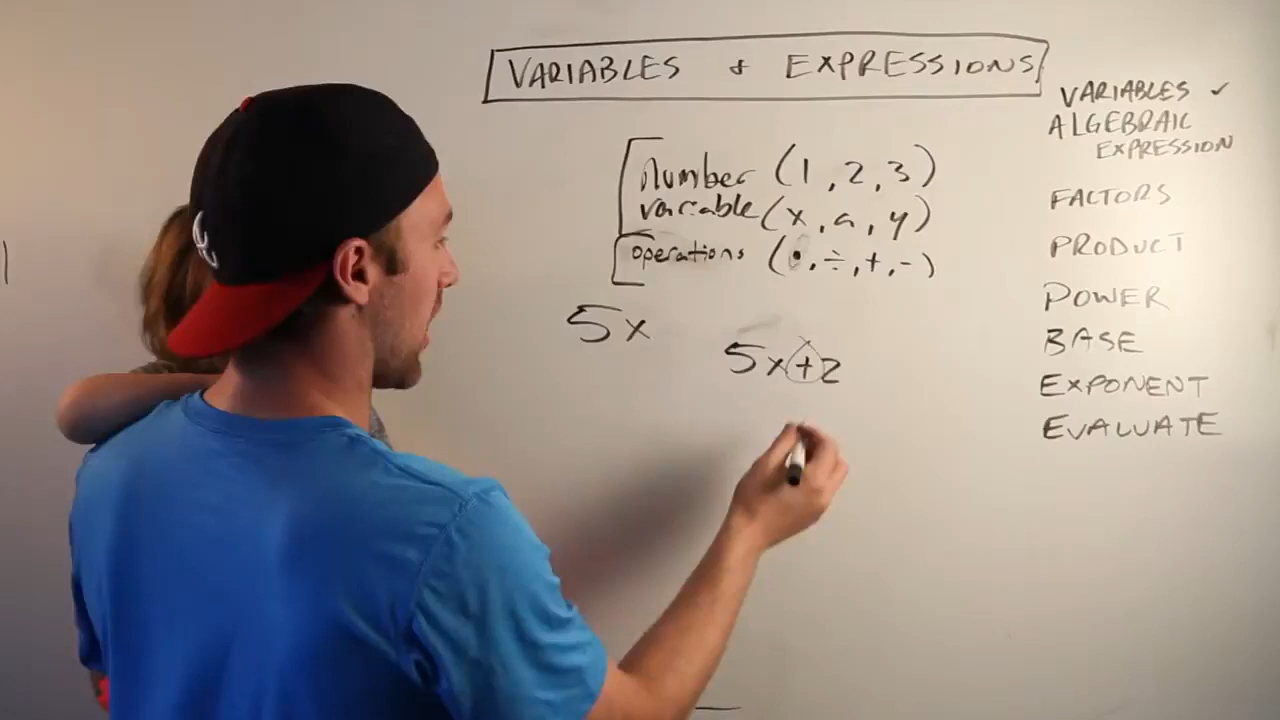 VARIABLES + EXPRESSIONS
number (1, 2, 3)
variable (x, a, y)
operations (•, ÷, +, -)
5x
5x+2
VARIABLES ✓
ALGEBRAIC
EXPRESSION
FACTORS
PRODUCT
POWER
BASE
EXPONENT
EVALUATE